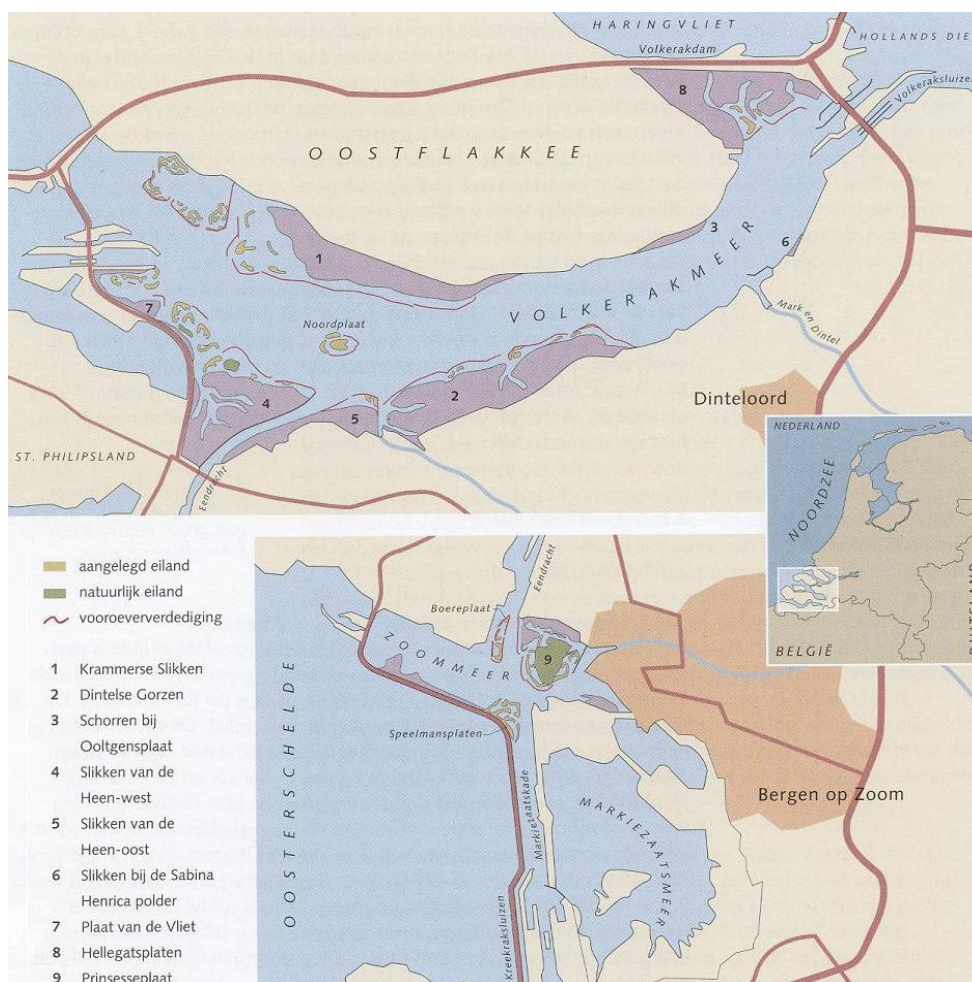 HARINGVLIET
HOLLANDS DIE
Volkerakdam
Volkeraksluizen
8
OOSTFLAKKEE
1
3
6
VOLKERAKMEER
7
Noordplaat
Mark en Dintel
4
5
2
Dinteloord
ST. PHILIPSLAND
Eendracht
NEDERLAND
NOORDZEE
BELGIË
aangelegd eiland
natuurlijk eiland
vooroeververdediging
1 Krammerse Slikken
2 Dintelse Gorzen
3 Schorren bij
Ooltgensplaat
4 Slikken van de
Heen-west
5 Slikken van de
Heen-oost
6 Slikken bij de Sabina
Henrica polder
7 Plaat van de Vliet
8 Hellegatsplaten
9 Prinsesseplaat
Eendracht
Boereplaat
ZOOMMEER
9
Speelmansplaten
OOSTERSCHELDE
Markiezaatskade
MARKIEZAATSMEER
Bergen op Zoom
Kreekraksluizen